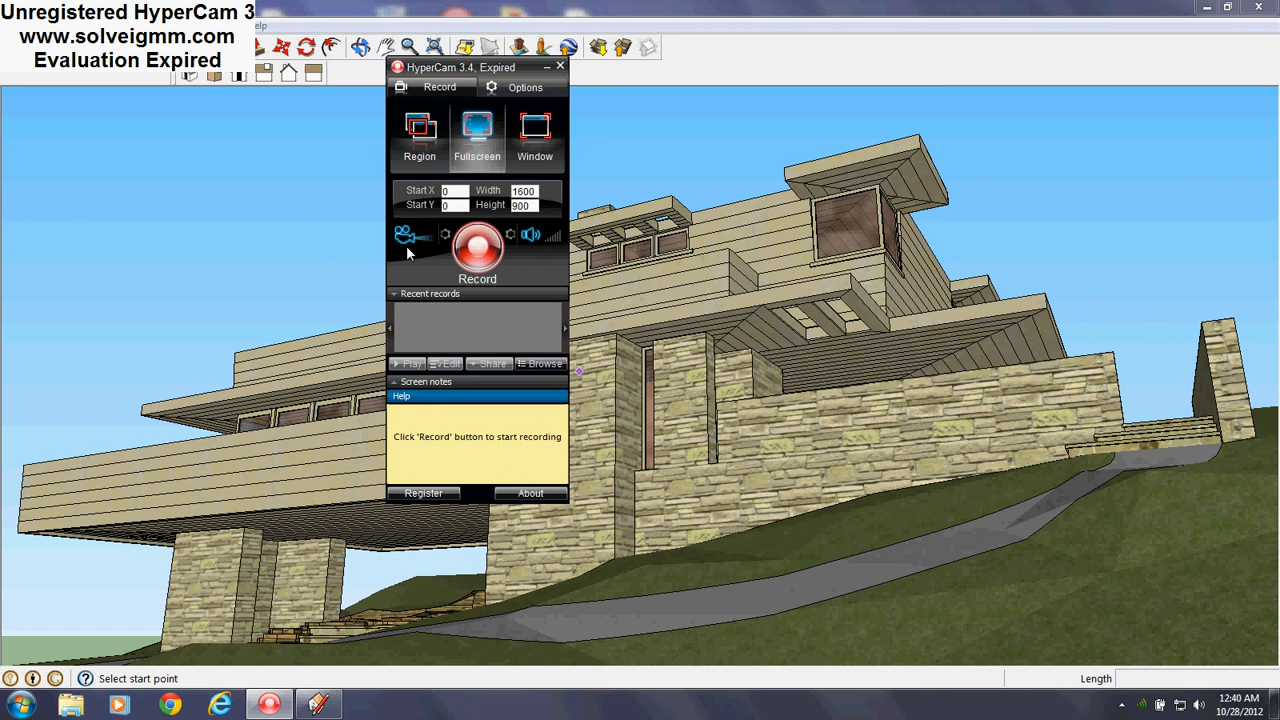 Unregistered HyperCam 3
www.solveigmm.com
Evaluation Expired
elp
HyperCam 3.4, Expired
Record
Options
Region
Fullscreen
Window
Start X 0 Width 1600
Start Y 0 Height 900
Record
Recent records
Play Edit Share Browse
Screen notes
Help
Click 'Record' button to start recording
Register
About
Select start point
Length
12:40 AM
10/28/2012